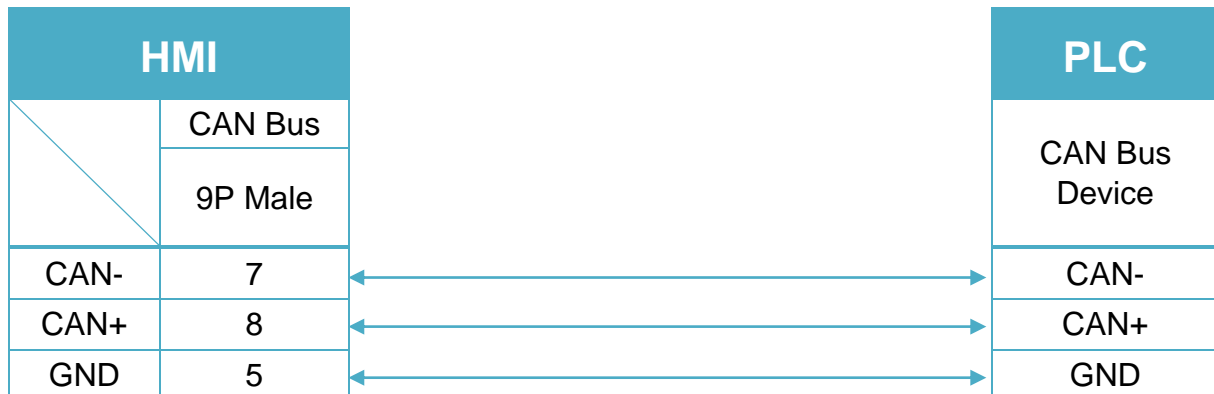 HMI
PLC
CAN Bus
9P Male
CAN Bus
Device
CAN- 7 CAN-
CAN+ 8 CAN+
GND 5 GND